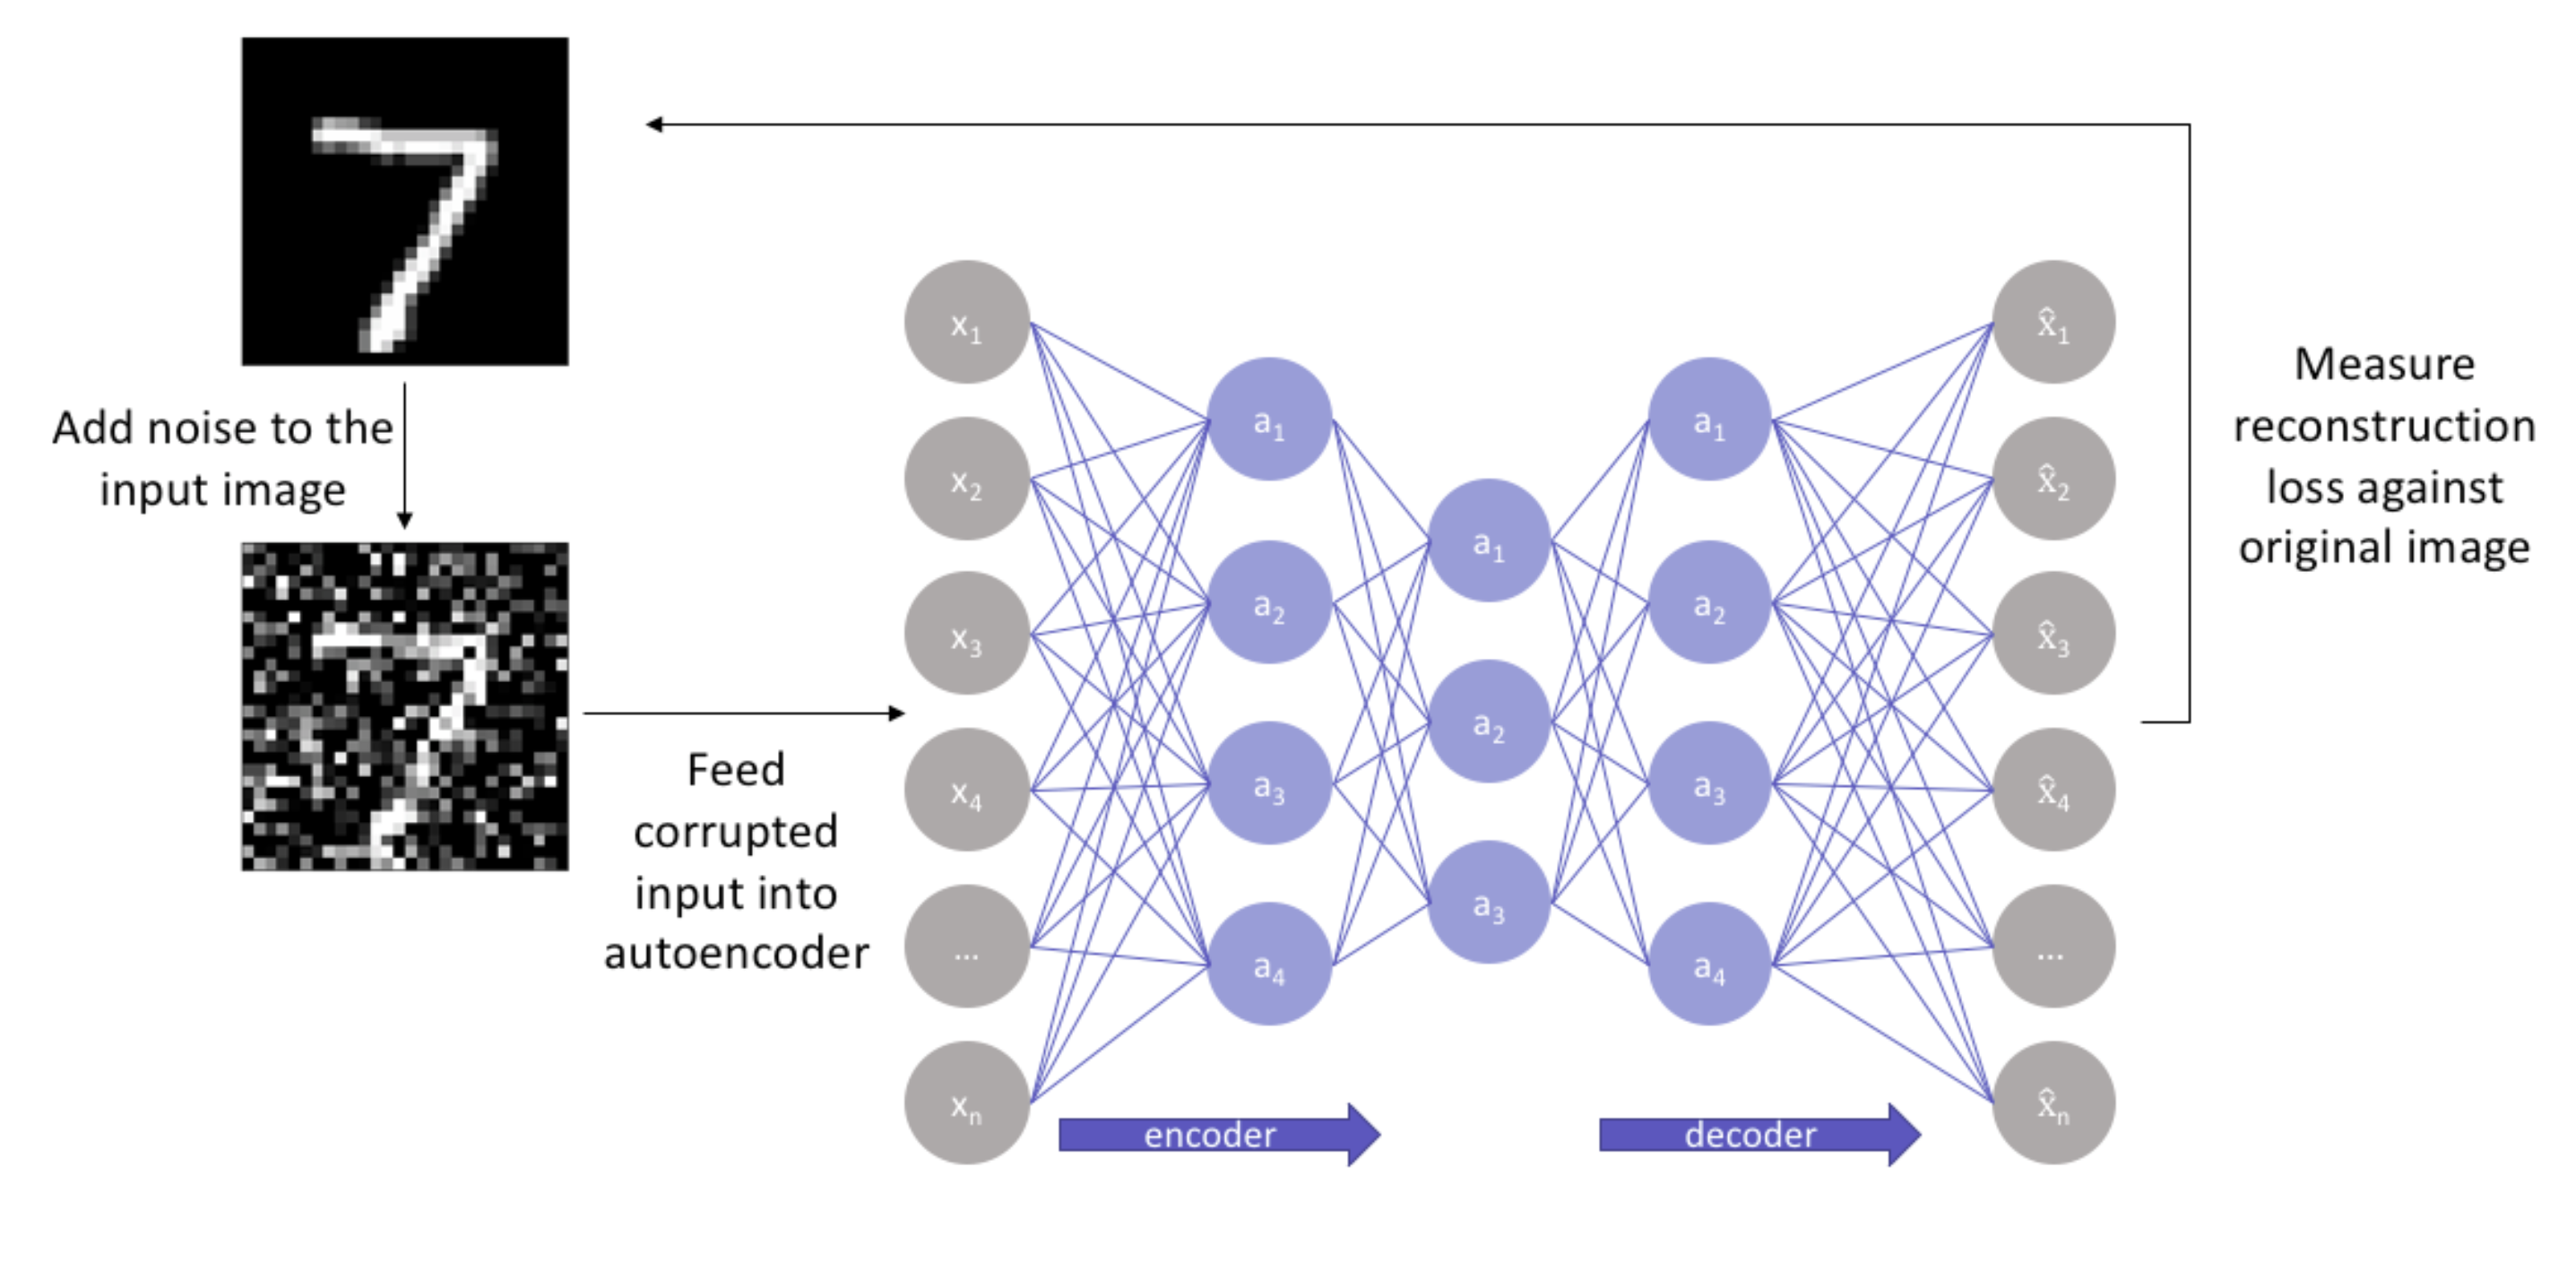 Add noise to the
input image
Feed
corrupted
input into
autoencoder
x₁
x₂
x₃
x₄
...
xₙ
a₁
a₂
a₃
a₄
a₁
a₂
a₃
a₁
a₂
a₃
a₄
x̂₁
x̂₂
x̂₃
x̂₄
...
x̂ₙ
encoder
decoder
Measure
reconstruction
loss against
original image